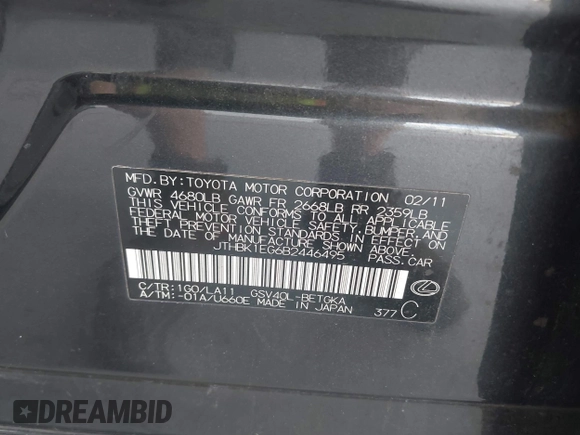 MFD.BY:TOYOTA MOTOR CORPORATION 02/11
GVWR 4680LB GAWR FR 2668LB RR 2359LB
THIS VEHICLE CONFORMS TO ALL APPLICABLE
FEDERAL MOTOR VEHICLE SAFETY,BUMPER,AND
THEFT PREVENTION STANDARDS IN EFFECT ON
THE DATE OF MANUFACTURE SHOWN ABOVE.
JTHBK1EG6B2446495 PASS.CAR
C/TR:1G0/LA11 GSV40L-BETGKA
A/TM:-01A/U660E MADE IN JAPAN 377 C
DREAMBID